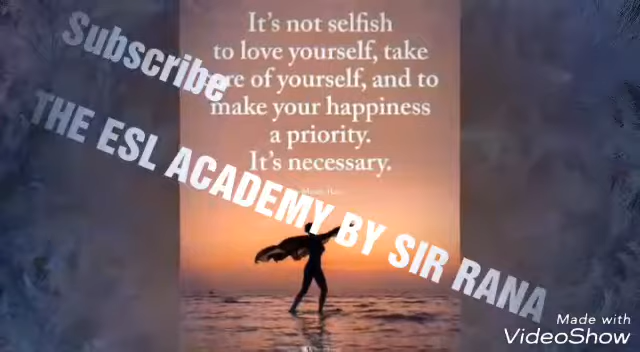 It's not selfish
to love yourself, take
care of yourself, and to
make your happiness
a priority.
It's necessary.
Subscribe
THE ESL ACADEMY BY SIR RANA
Made with
VideoShow